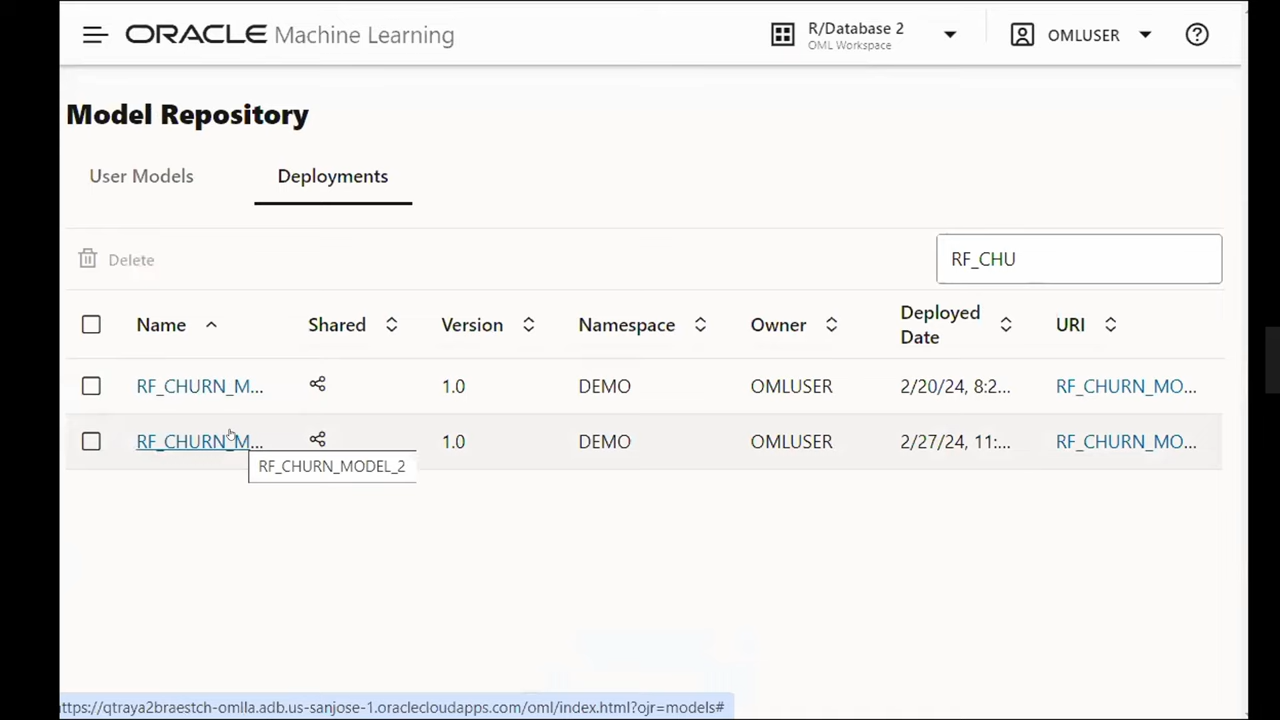 ORACLE Machine Learning
R/Database 2
OML Workspace
OMLUSER
Model Repository
User Models
Deployments
Delete
RF_CHU
Name Shared Version Namespace Owner Deployed Date URI
RF_CHURN_M... 1.0 DEMO OMLUSER 2/20/24, 8:2... RF_CHURN_MO...
RF_CHURN_M... 1.0 DEMO OMLUSER 2/27/24, 11:... RF_CHURN_MO...
RF_CHURN_MODEL_2
https://qtraya2braestch-omlla.adb.us-sanjose-1.oraclecloudapps.com/oml/index.html?ojr=models#